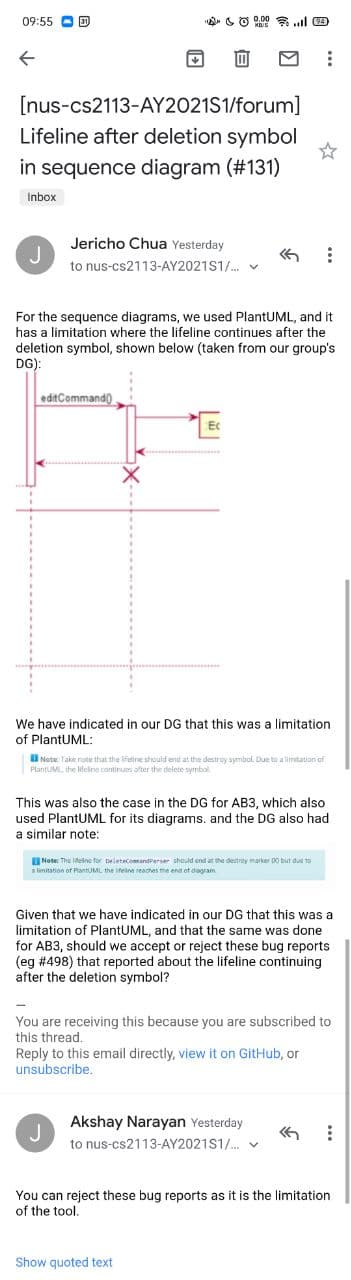 09:55 31 0.00 KB/S 94
[nus-cs2113-AY2021S1/forum]
Lifeline after deletion symbol
in sequence diagram (#131)
Inbox
J
Jericho Chua Yesterday
to nus-cs2113-AY2021S1/...
For the sequence diagrams, we used PlantUML, and it
has a limitation where the lifeline continues after the
deletion symbol, shown below (taken from our group's
DG):
editCommand()
:Ec
We have indicated in our DG that this was a limitation
of PlantUML:
Note: Take note that the lifeline should end at the destroy symbol. Due to a limitation of
PlantUML, the lifeline continues after the delete symbol.
This was also the case in the DG for AB3, which also
used PlantUML for its diagrams. and the DG also had
a similar note:
Note: The lifeline for DeleteCommandParser should end at the destroy marker (X) but due to
a limitation of PlantUML, the lifeline reaches the end of diagram.
Given that we have indicated in our DG that this was a
limitation of PlantUML, and that the same was done
for AB3, should we accept or reject these bug reports
(eg #498) that reported about the lifeline continuing
after the deletion symbol?
—
You are receiving this because you are subscribed to
this thread.
Reply to this email directly, view it on GitHub, or
unsubscribe.
J
Akshay Narayan Yesterday
to nus-cs2113-AY2021S1/...
You can reject these bug reports as it is the limitation
of the tool.
Show quoted text